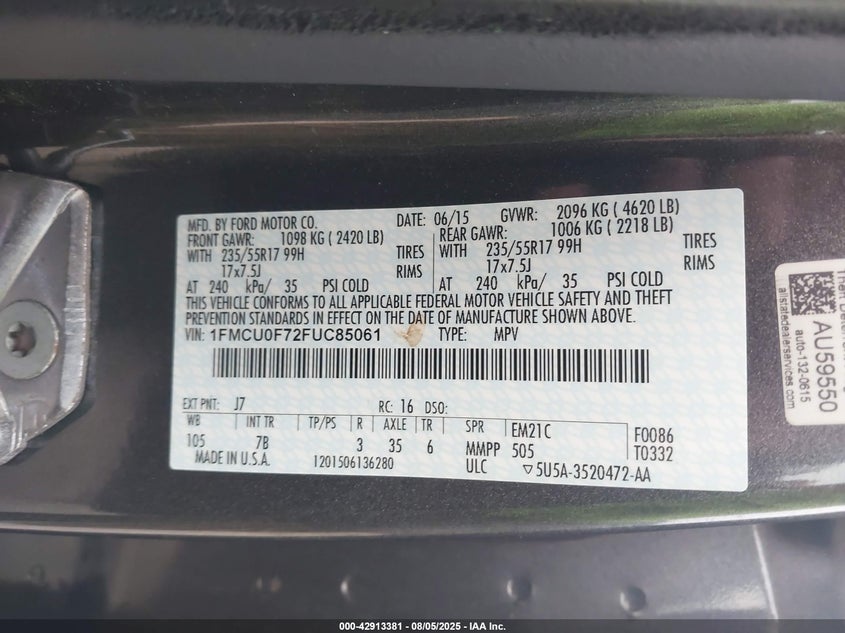 MFD. BY FORD MOTOR CO. DATE: 06/15 GVWR: 2096 KG ( 4620 LB)
FRONT GAWR: 1098 KG ( 2420 LB) REAR GAWR: 1006 KG ( 2218 LB)
WITH 235/55R17 99H TIRES WITH 235/55R17 99H TIRES
17x7.5J RIMS 17x7.5J RIMS
AT 240 kPa/ 35 PSI COLD AT 240 kPa/ 35 PSI COLD
THIS VEHICLE CONFORMS TO ALL APPLICABLE FEDERAL MOTOR VEHICLE SAFETY AND THEFT
PREVENTION STANDARDS IN EFFECT ON THE DATE OF MANUFACTURE SHOWN ABOVE.
VIN: 1FMCU0F72FUC85061 TYPE: MPV
EXT PNT: J7 RC: 16 DSO:
WB INT TR TP/PS R AXLE TR SPR EM21C F0086
105 7B 3 35 6 MMPP 505 T0332
MADE IN U.S.A. 1201506136280 ULC 5U5A-3520472-AA
AU59550
auto-132-0615
allstatedealerservices.com
000-42913381 - 08/05/2025 - IAA Inc.